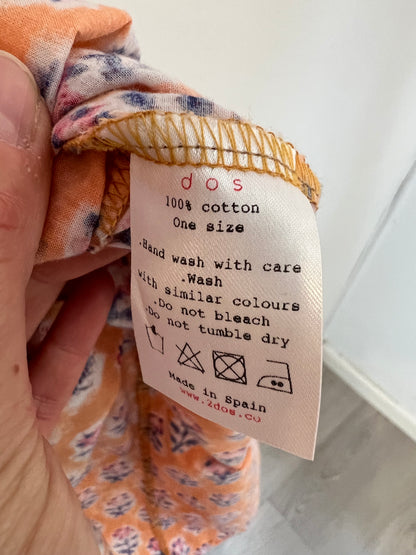 dos
100% cotton
One size
.Hand wash with care
.Wash
with similar colours
.Do not bleach
.Do not tumble dry
Made in Spain
www.2dos.co